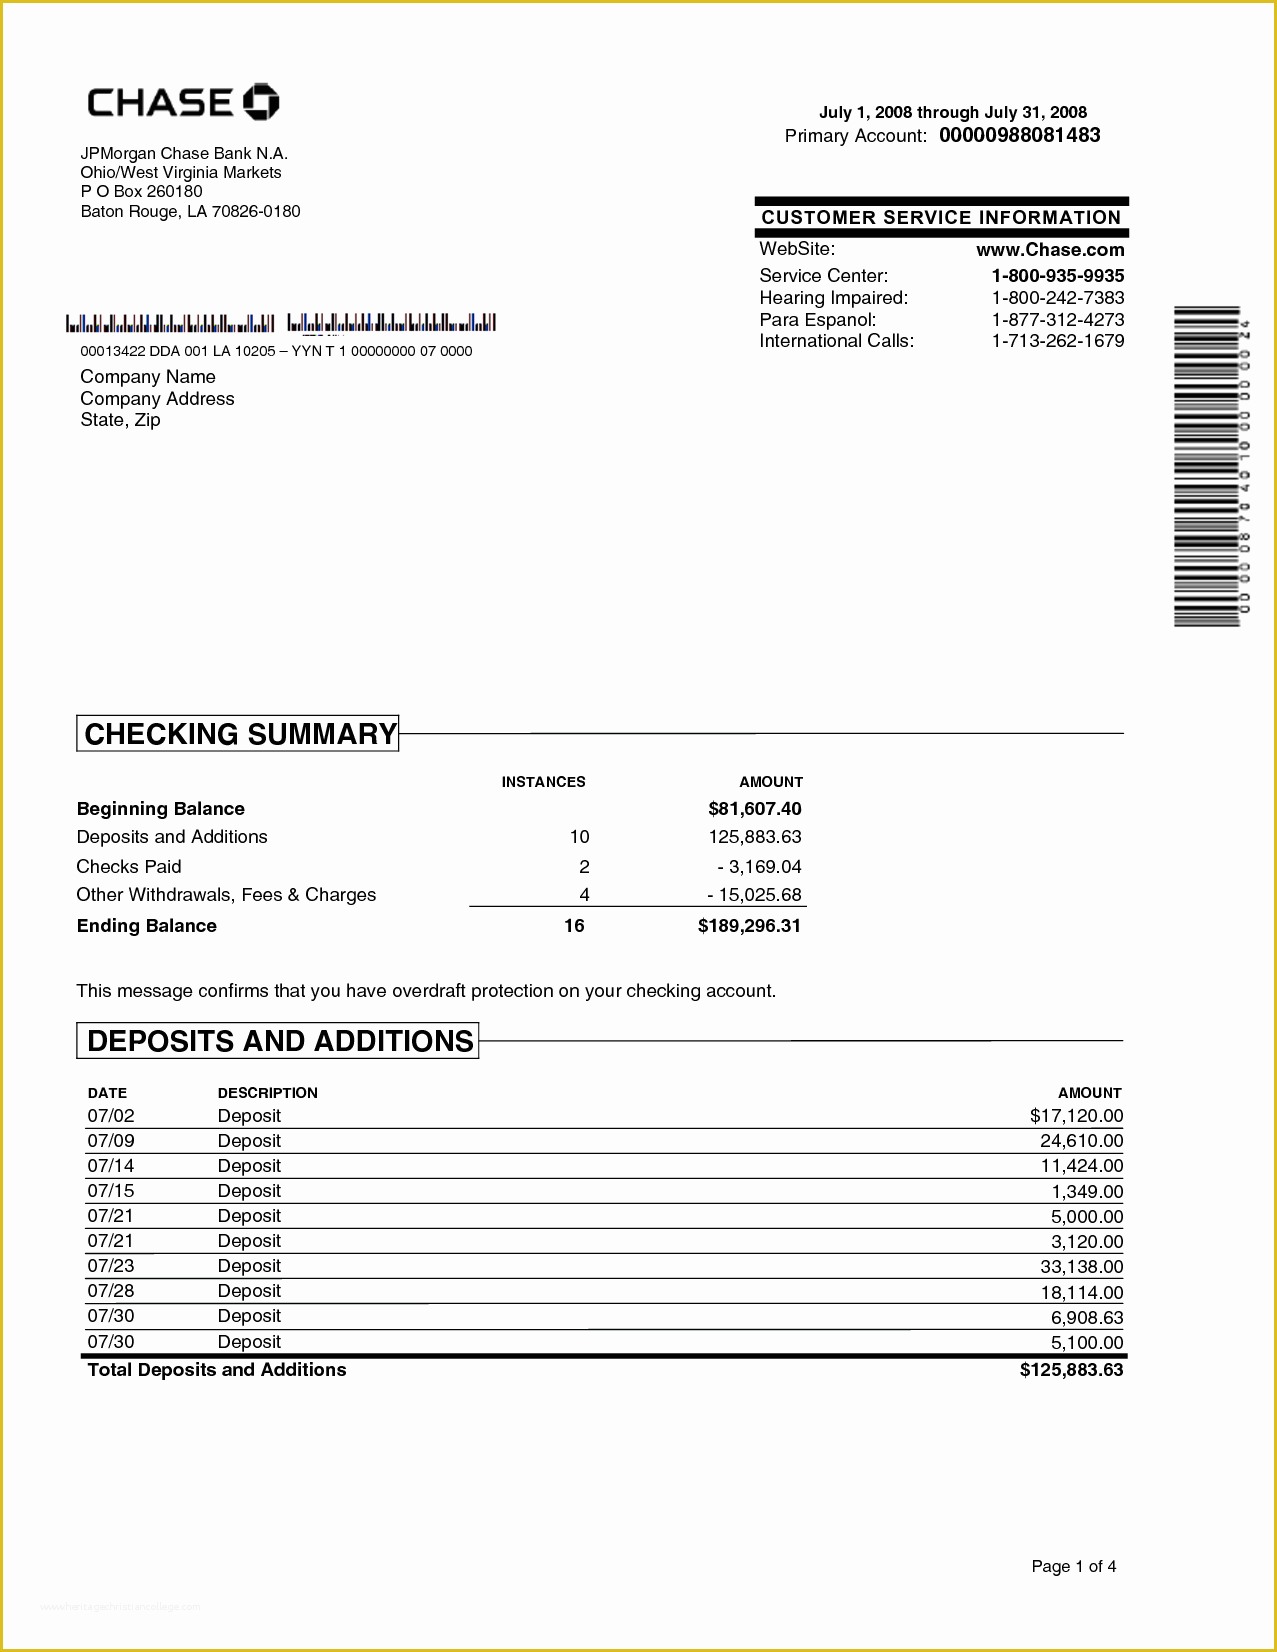 CHASE
JPMorgan Chase Bank N.A.
Ohio/West Virginia Markets
P O Box 260180
Baton Rouge, LA 70826-0180
July 1, 2008 through July 31, 2008
Primary Account: 00000988081483
CUSTOMER SERVICE INFORMATION
WebSite: www.Chase.com
Service Center: 1-800-935-9935
Hearing Impaired: 1-800-242-7383
Para Espanol: 1-877-312-4273
International Calls: 1-713-262-1679
00013422 DDA 001 LA 10205 – YYN T 1 00000000 07 0000
Company Name
Company Address
State, Zip
CHECKING SUMMARY
INSTANCES AMOUNT
Beginning Balance $81,607.40
Deposits and Additions 10 125,883.63
Checks Paid 2 - 3,169.04
Other Withdrawals, Fees & Charges 4 - 15,025.68
Ending Balance 16 $189,296.31
This message confirms that you have overdraft protection on your checking account.
DEPOSITS AND ADDITIONS
DATE DESCRIPTION AMOUNT
07/02 Deposit $17,120.00
07/09 Deposit 24,610.00
07/14 Deposit 11,424.00
07/15 Deposit 1,349.00
07/21 Deposit 5,000.00
07/21 Deposit 3,120.00
07/23 Deposit 33,138.00
07/28 Deposit 18,114.00
07/30 Deposit 6,908.63
07/30 Deposit 5,100.00
Total Deposits and Additions $125,883.63
Page 1 of 4
www.heritagechristiancollege.com